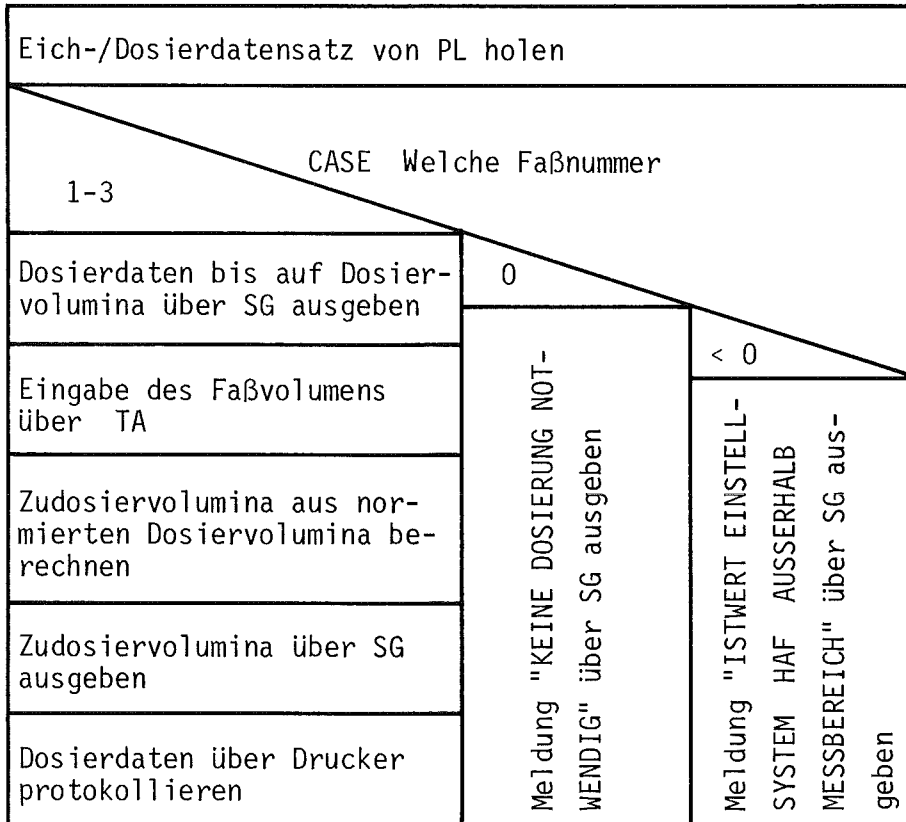 Eich-/Dosierdatensatz von PL holen
CASE Welche Faßnummer
1-3
Dosierdaten bis auf Dosier-
volumina über SG ausgeben
Eingabe des Faßvolumens
über TA
Zudosiervolumina aus nor-
mierten Dosiervolumina be-
rechnen
Zudosiervolumina über SG
ausgeben
Dosierdaten über Drucker
protokollieren
0
Meldung "KEINE DOSIERUNG NOT-
WENDIG" über SG ausgeben
< 0
Meldung "ISTWERT EINSTELL-
SYSTEM HAF AUSSERHALB
MESSBEREICH" über SG aus-
geben